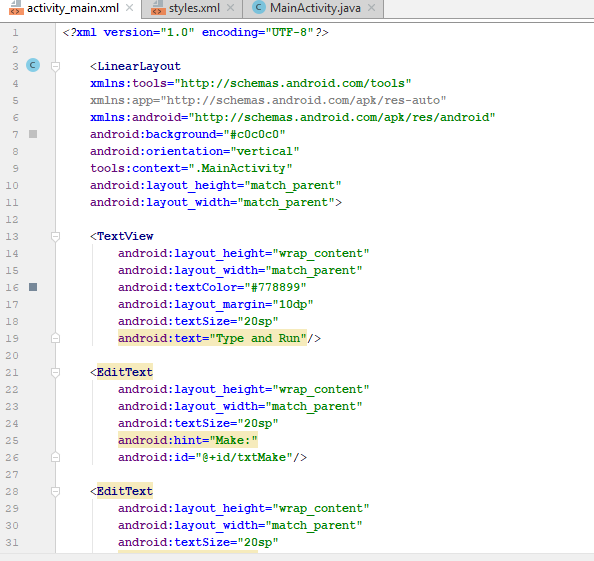 activity_main.xml styles.xml MainActivity.java
1 <?xml version="1.0" encoding="UTF-8"?>
2
3 C <LinearLayout
4 xmlns:tools="http://schemas.android.com/tools"
5 xmlns:app="http://schemas.android.com/apk/res-auto"
6 xmlns:android="http://schemas.android.com/apk/res/android"
7 android:background="#c0c0c0"
8 android:orientation="vertical"
9 tools:context=".MainActivity"
10 android:layout_height="match_parent"
11 android:layout_width="match_parent">
12
13 <TextView
14 android:layout_height="wrap_content"
15 android:layout_width="match_parent"
16 android:textColor="#778899"
17 android:layout_margin="10dp"
18 android:textSize="20sp"
19 android:text="Type and Run"/>
20
21 <EditText
22 android:layout_height="wrap_content"
23 android:layout_width="match_parent"
24 android:textSize="20sp"
25 android:hint="Make:"
26 android:id="@+id/txtMake"/>
27
28 <EditText
29 android:layout_height="wrap_content"
30 android:layout_width="match_parent"
31 android:textSize="20sp"